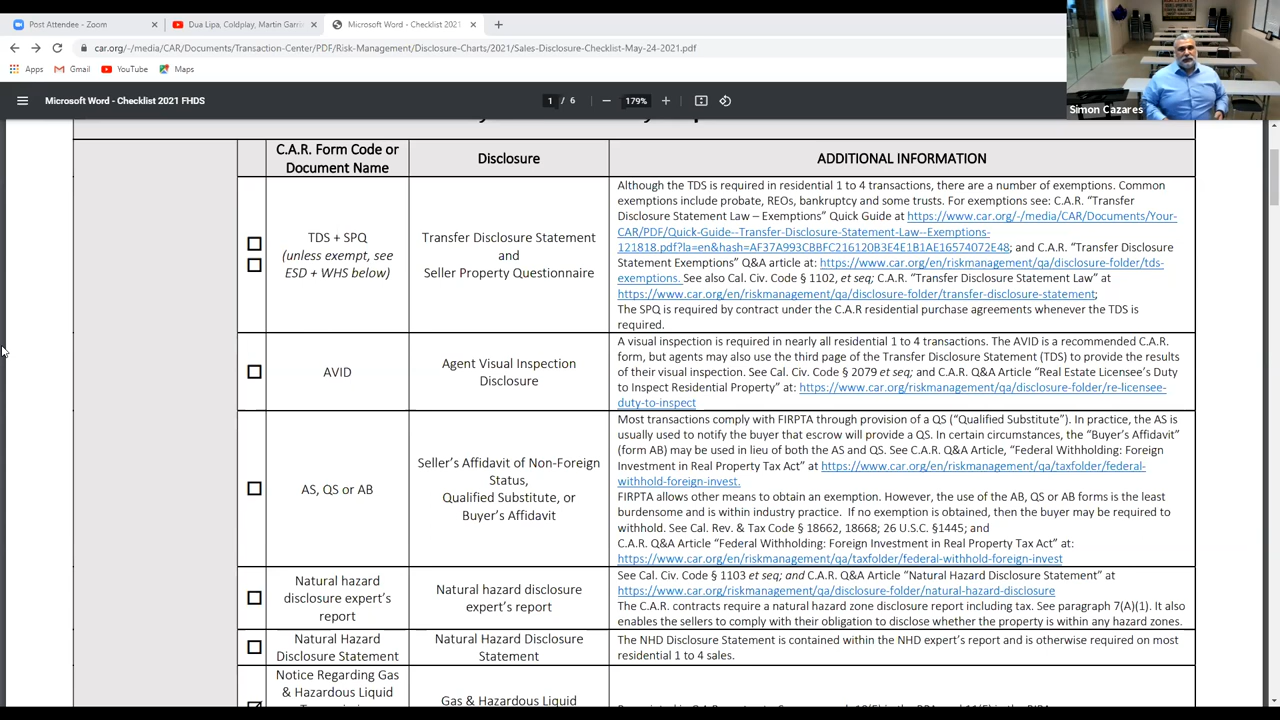 Post Attendee - Zoom
Dua Lipa, Coldplay, Martin Garri
Microsoft Word - Checklist 2021
car.org/-/media/CAR/Documents/Transaction-Center/PDF/Risk-Management/Disclosure-Charts/2021/Sales-Disclosure-Checklist-May-24-2021.pdf
Apps
Gmail
YouTube
Maps
Microsoft Word - Checklist 2021 FHDS
1 / 6
179%
Simon Cazares
C.A.R. Form Code or
Document Name
Disclosure
ADDITIONAL INFORMATION
TDS + SPQ
(unless exempt, see
ESD + WHS below)
Transfer Disclosure Statement
and
Seller Property Questionnaire
Although the TDS is required in residential 1 to 4 transactions, there are a number of exemptions. Common
exemptions include probate, REOs, bankruptcy and some trusts. For exemptions see: C.A.R. “Transfer
Disclosure Statement Law – Exemptions” Quick Guide at https://www.car.org/-/media/CAR/Documents/Your-
CAR/PDF/Quick-Guide--Transfer-Disclosure-Statement-Law--Exemptions-
121818.pdf?la=en&hash=AF37A993CBBFC216120B3E4E1B1AE16574072E48; and C.A.R. “Transfer Disclosure
Statement Exemptions” Q&A article at: https://www.car.org/en/riskmanagement/qa/disclosure-folder/tds-
exemptions. See also Cal. Civ. Code § 1102, et seq; C.A.R. “Transfer Disclosure Statement Law” at
https://www.car.org/en/riskmanagement/qa/disclosure-folder/transfer-disclosure-statement;
The SPQ is required by contract under the C.A.R residential purchase agreements whenever the TDS is
required.
AVID
Agent Visual Inspection
Disclosure
A visual inspection is required in nearly all residential 1 to 4 transactions. The AVID is a recommended C.A.R.
form, but agents may also use the third page of the Transfer Disclosure Statement (TDS) to provide the results
of their visual inspection. See Cal. Civ. Code § 2079 et seq; and C.A.R. Q&A Article “Real Estate Licensee’s Duty
to Inspect Residential Property” at: https://www.car.org/riskmanagement/qa/disclosure-folder/re-licensee-
duty-to-inspect
AS, QS or AB
Seller’s Affidavit of Non-Foreign
Status,
Qualified Substitute, or
Buyer’s Affidavit
Most transactions comply with FIRPTA through provision of a QS (“Qualified Substitute”). In practice, the AS is
usually used to notify the buyer that escrow will provide a QS. In certain circumstances, the “Buyer’s Affidavit”
(form AB) may be used in lieu of both the AS and QS. See C.A.R. Q&A Article, “Federal Withholding: Foreign
Investment in Real Property Tax Act” at https://www.car.org/en/riskmanagement/qa/taxfolder/federal-
withhold-foreign-invest.
FIRPTA allows other means to obtain an exemption. However, the use of the AB, QS or AB forms is the least
burdensome and is within industry practice. If no exemption is obtained, then the buyer may be required to
withhold. See Cal. Rev. & Tax Code § 18662, 18668; 26 U.S.C. §1445; and
C.A.R. Q&A Article “Federal Withholding: Foreign Investment in Real Property Tax Act” at:
https://www.car.org/en/riskmanagement/qa/taxfolder/federal-withhold-foreign-invest
Natural hazard
disclosure expert’s
report
Natural hazard disclosure
expert’s report
See Cal. Civ. Code § 1103 et seq; and C.A.R. Q&A Article “Natural Hazard Disclosure Statement” at
https://www.car.org/riskmanagement/qa/disclosure-folder/natural-hazard-disclosure
The C.A.R. contracts require a natural hazard zone disclosure report including tax. See paragraph 7(A)(1). It also
enables the sellers to comply with their obligation to disclose whether the property is within any hazard zones.
Natural Hazard
Disclosure Statement
Natural Hazard Disclosure
Statement
The NHD Disclosure Statement is contained within the NHD expert’s report and is otherwise required on most
residential 1 to 4 sales.
Notice Regarding Gas
& Hazardous Liquid
Gas & Hazardous Liquid